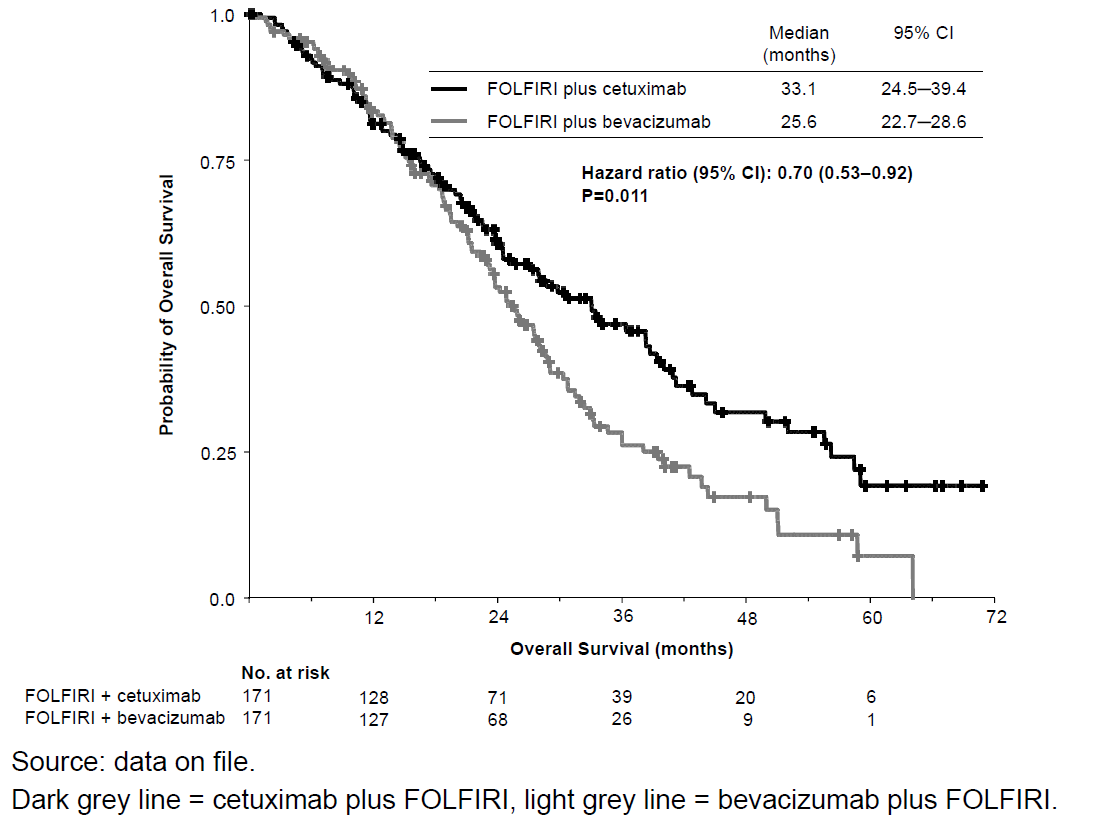 1.0
0.75
0.50
0.25
0.0
Probability of Overall Survival
Median (months) 95% CI
FOLFIRI plus cetuximab 33.1 24.5–39.4
FOLFIRI plus bevacizumab 25.6 22.7–28.6
Hazard ratio (95% CI): 0.70 (0.53–0.92)
P=0.011
12 24 36 48 60 72
Overall Survival (months)
No. at risk
FOLFIRI + cetuximab 171 128 71 39 20 6
FOLFIRI + bevacizumab 171 127 68 26 9 1
Source: data on file.
Dark grey line = cetuximab plus FOLFIRI, light grey line = bevacizumab plus FOLFIRI.